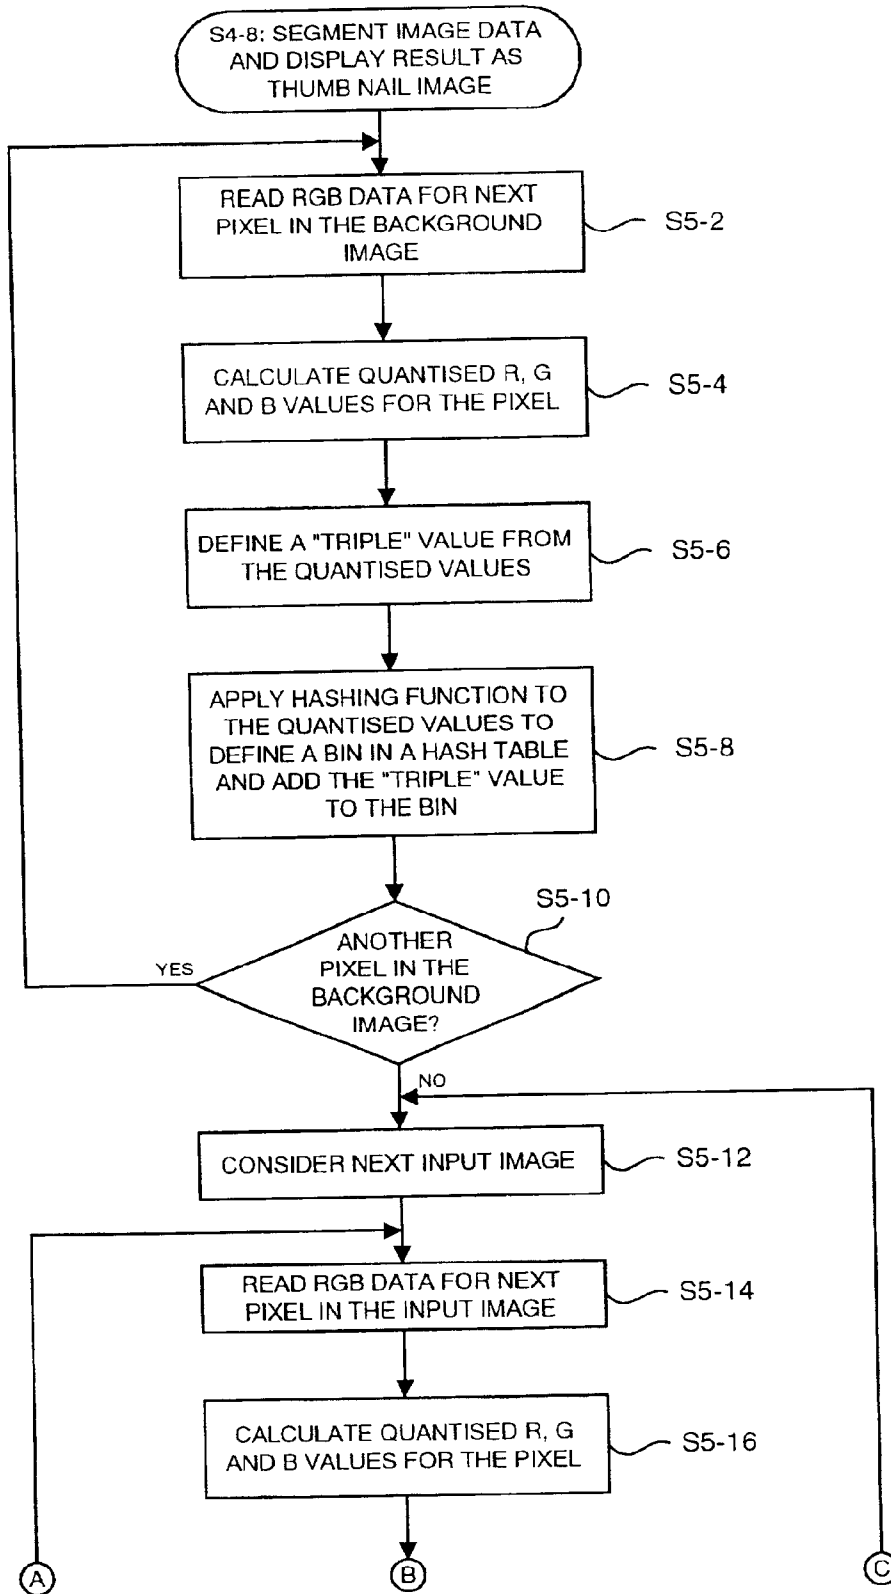 S4-8: SEGMENT IMAGE DATA
AND DISPLAY RESULT AS
THUMB NAIL IMAGE
READ RGB DATA FOR NEXT
PIXEL IN THE BACKGROUND
IMAGE
S5-2
CALCULATE QUANTISED R, G
AND B VALUES FOR THE PIXEL
S5-4
DEFINE A "TRIPLE" VALUE FROM
THE QUANTISED VALUES
S5-6
APPLY HASHING FUNCTION TO
THE QUANTISED VALUES TO
DEFINE A BIN IN A HASH TABLE
AND ADD THE "TRIPLE" VALUE
TO THE BIN
S5-8
S5-10
ANOTHER
PIXEL IN THE
BACKGROUND
IMAGE?
YES
NO
CONSIDER NEXT INPUT IMAGE
S5-12
READ RGB DATA FOR NEXT
PIXEL IN THE INPUT IMAGE
S5-14
CALCULATE QUANTISED R, G
AND B VALUES FOR THE PIXEL
S5-16
A
B
C